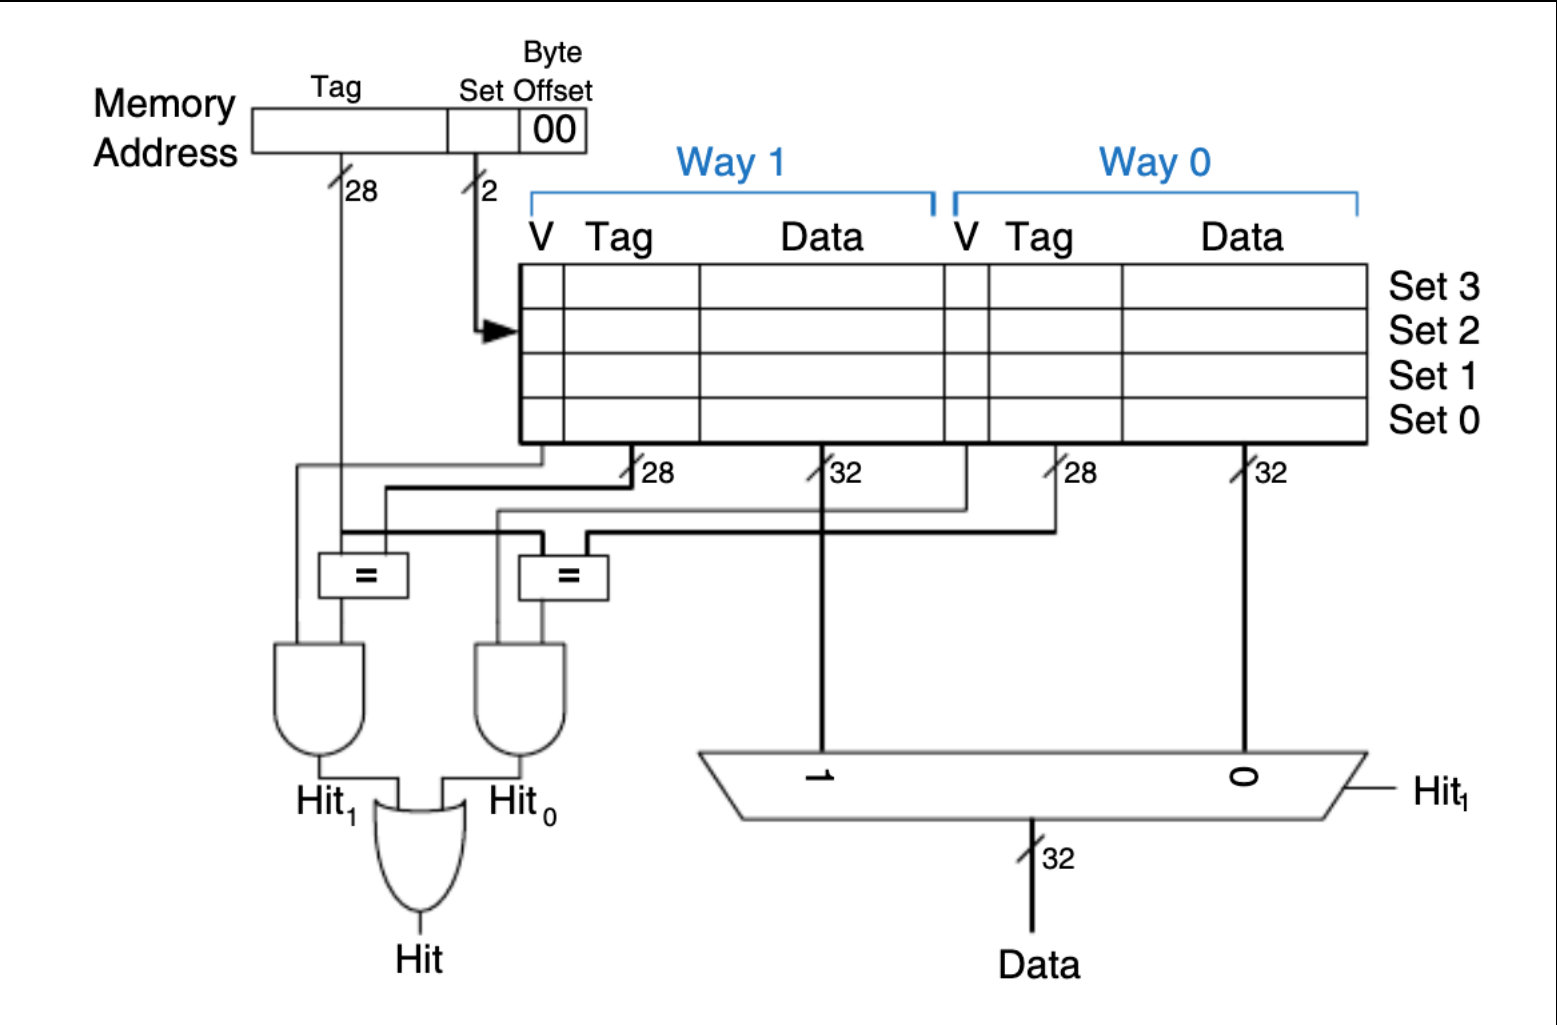 Byte
Tag Set Offset
Memory
Address
00
28 2
Way 1 Way 0
V Tag Data V Tag Data
Set 3
Set 2
Set 1
Set 0
28 32 28 32
= =
1 0
Hit1 Hit0 Hit1
32
Hit Data